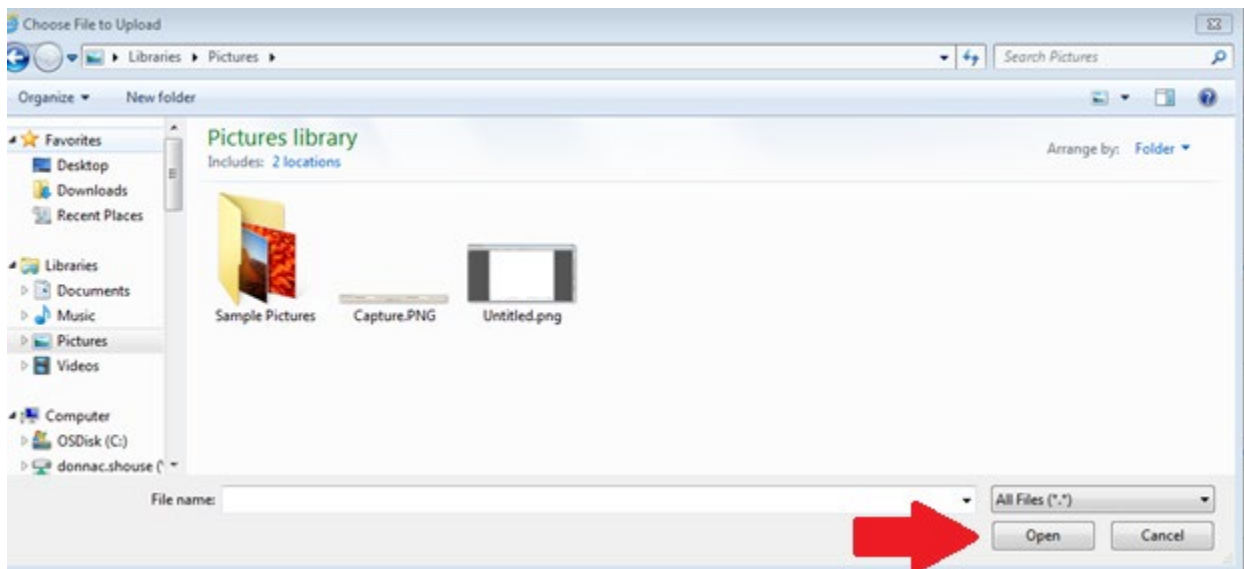 Choose File to Upload
Libraries Pictures
Search Pictures
Organize New folder
Favorites
Desktop
Downloads
Recent Places
Libraries
Documents
Music
Pictures
Videos
Computer
OSDisk (C:)
donnac.shouse (
Pictures library
Includes: 2 locations
Arrange by: Folder
Sample Pictures
Capture.PNG
Untitled.png
File name:
All Files (*.*)
Open
Cancel